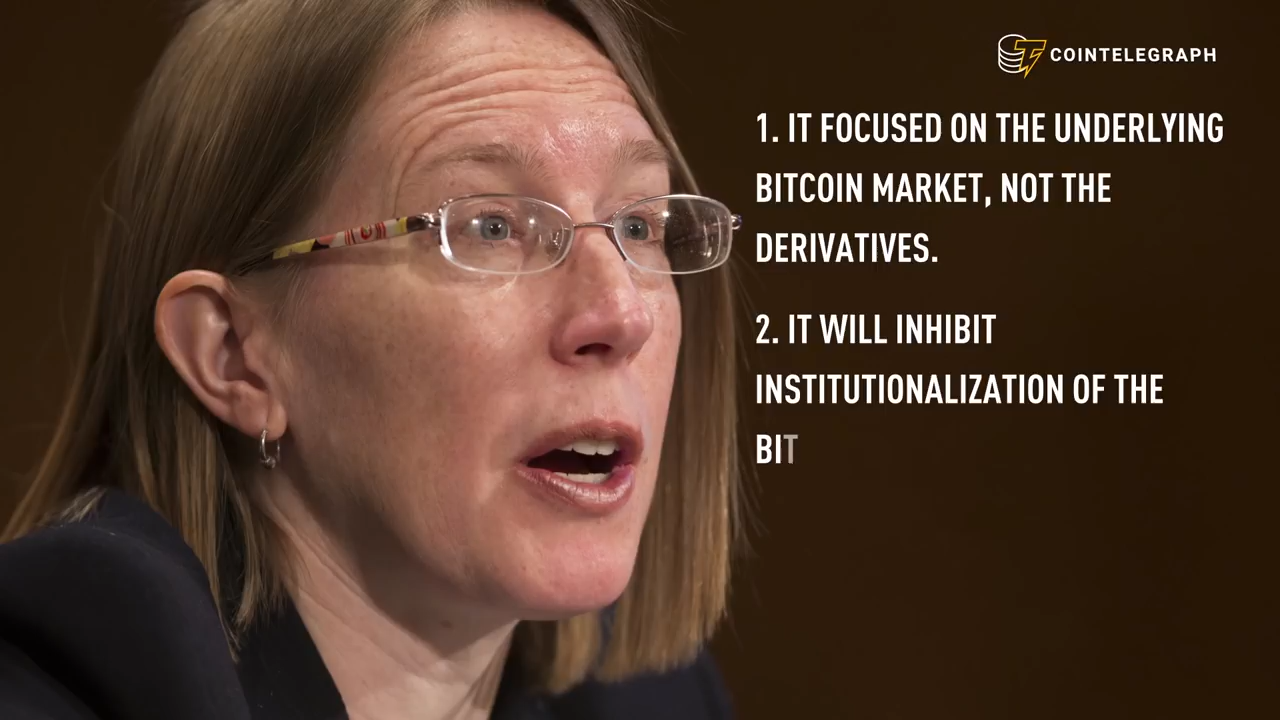 COINTELEGRAPH
1. IT FOCUSED ON THE UNDERLYING
BITCOIN MARKET, NOT THE
DERIVATIVES.
2. IT WILL INHIBIT
INSTITUTIONALIZATION OF THE
BIT